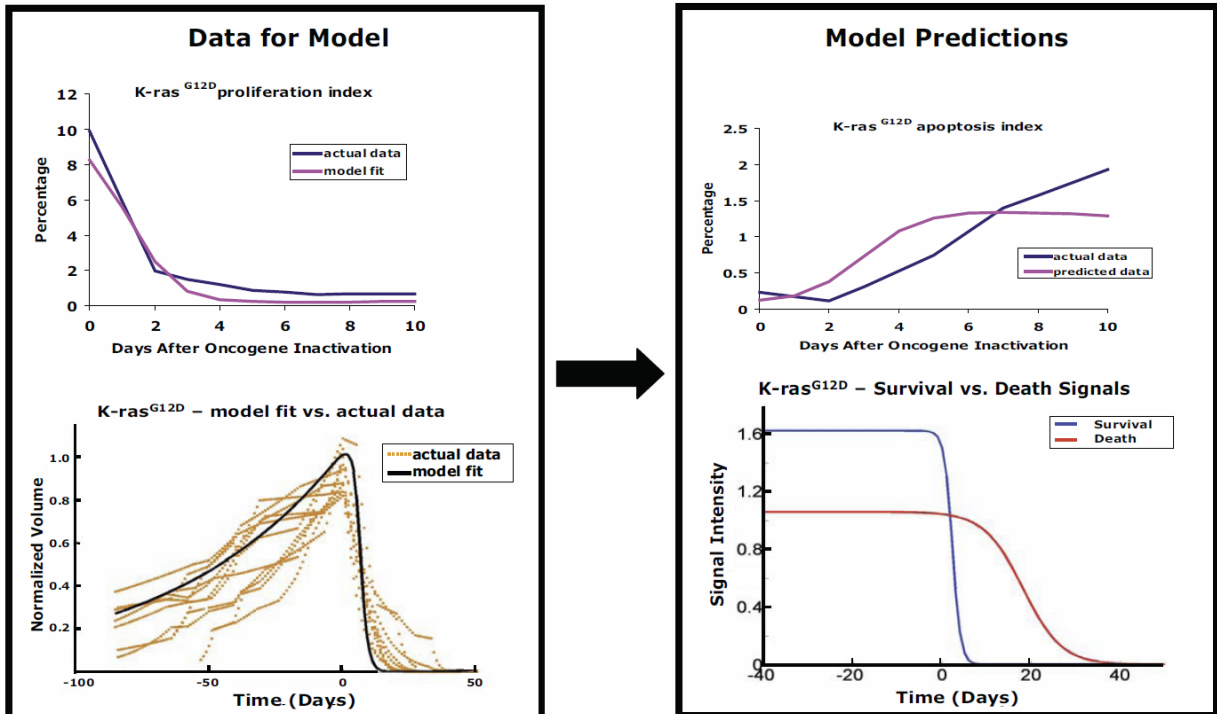 Data for Model
K-ras G12D proliferation index
12
10
8
6
4
2
0
Percentage
actual data
model fit
0 2 4 6 8 10
Days After Oncogene Inactivation
K-rasG12D – model fit vs. actual data
1.0
0.8
0.6
0.4
0.2
Normalized Volume
actual data
model fit
-100 -50 0 50
Time (Days)
Model Predictions
K-ras G12D apoptosis index
2.5
2
1.5
1
0.5
0
Percentage
actual data
predicted data
0 2 4 6 8 10
Days After Oncogene Inactivation
K-rasG12D – Survival vs. Death Signals
1.6
1.2
0.8
0.4
0
Signal Intensity
Survival
Death
-40 -20 0 20 40
Time (Days)